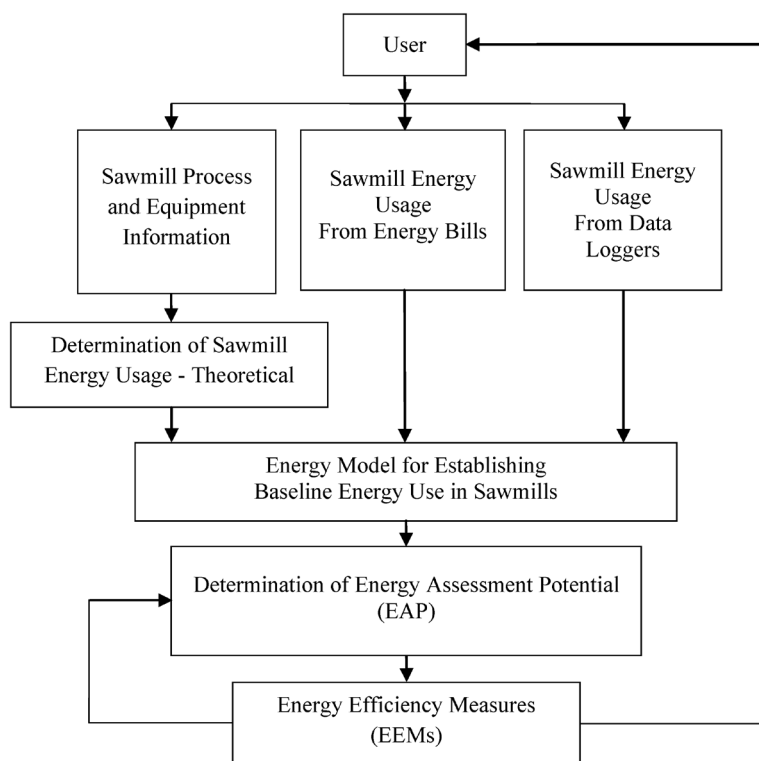 User
Sawmill Process
and Equipment
Information
Sawmill Energy
Usage
From Energy Bills
Sawmill Energy
Usage
From Data
Loggers
Determination of Sawmill
Energy Usage - Theoretical
Energy Model for Establishing
Baseline Energy Use in Sawmills
Determination of Energy Assessment Potential
(EAP)
Energy Efficiency Measures
(EEMs)